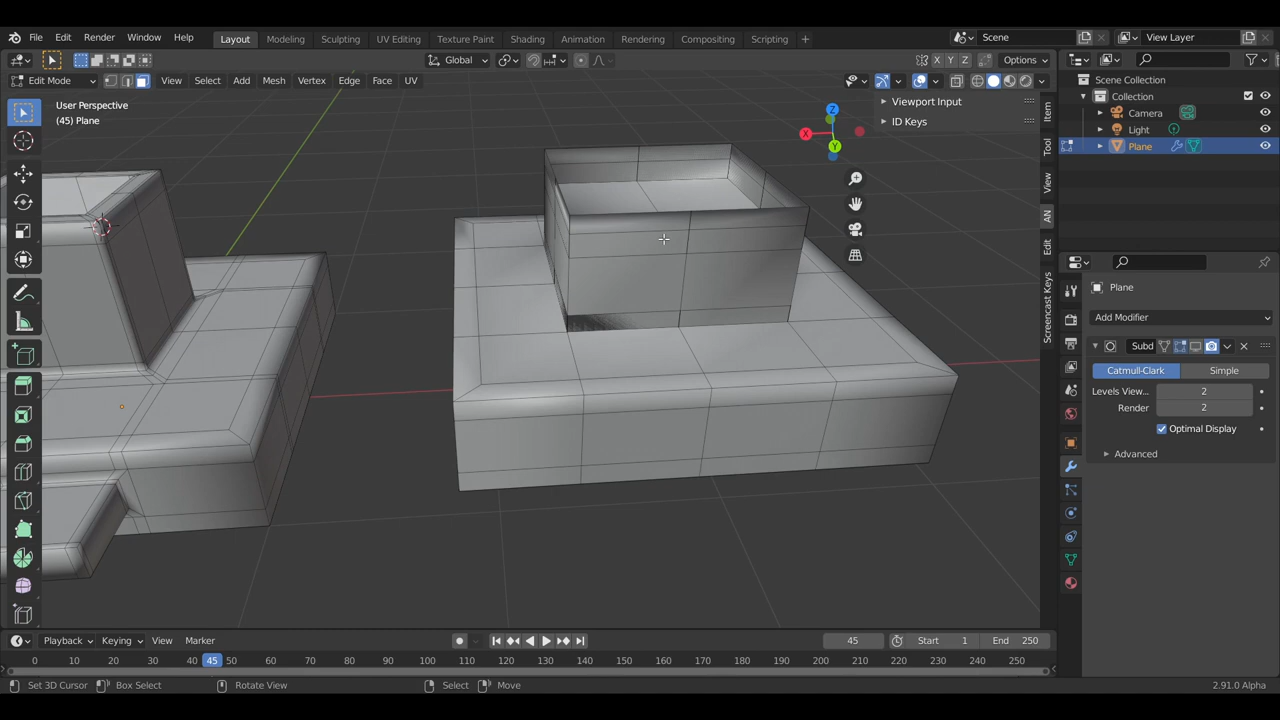 File Edit Render Window Help Layout Modeling Sculpting UV Editing Texture Paint Shading Animation Rendering Compositing Scripting + Scene View Layer
Global X Y Z Options
Edit Mode View Select Add Mesh Vertex Edge Face UV
User Perspective
(45) Plane
Viewport Input
ID Keys
Z
X
Y
Item
Tool
View
AN
Edit
Screencast Keys
Scene Collection
Collection
Camera
Light
Plane
Plane
Add Modifier
Subd
Catmull-Clark Simple
Levels View... 2
Render 2
Optimal Display
Advanced
Playback Keying View Marker 45 Start 1 End 250
0 10 20 30 40 45 50 60 70 80 90 100 110 120 130 140 150 160 170 180 190 200 210 220 230 240 250
Set 3D Cursor Box Select Rotate View Select Move 2.91.0 Alpha